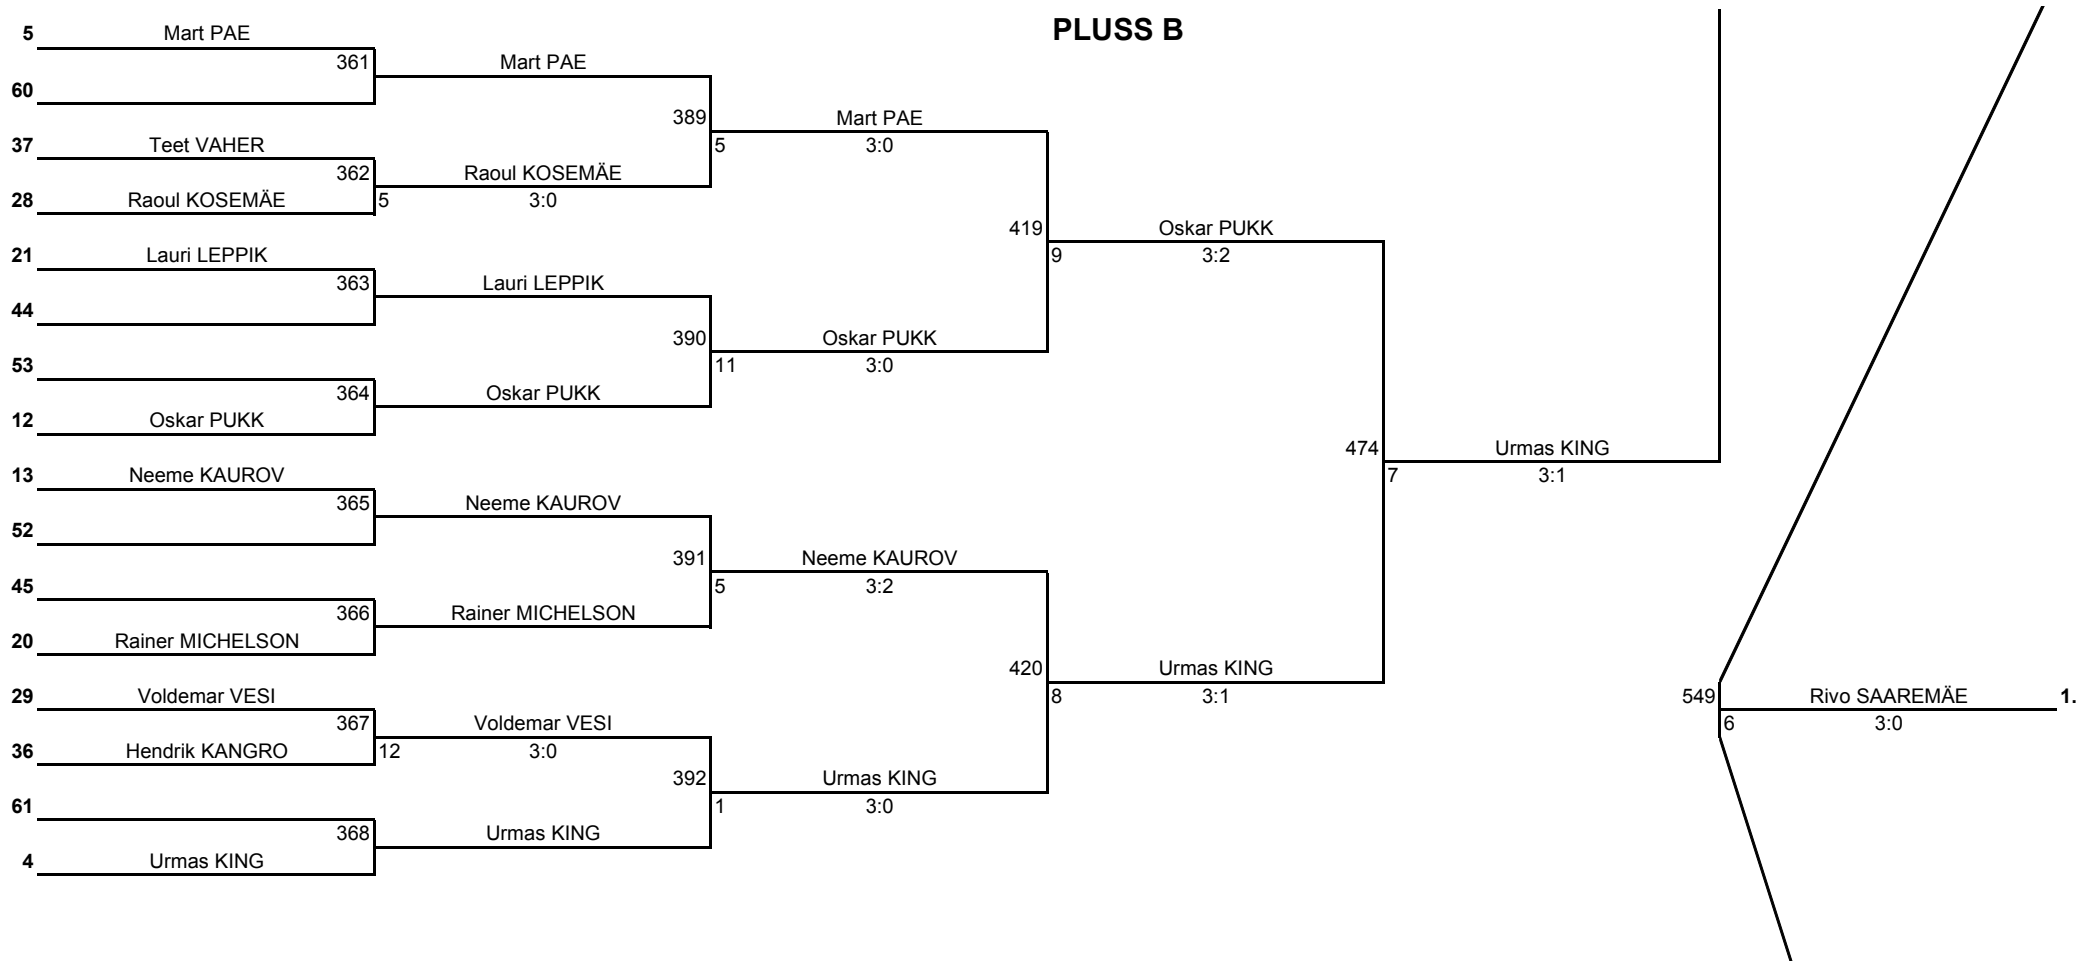 PLUSS B
5 Mart PAE
361 Mart PAE
60
389 Mart PAE
37 Teet VAHER
5 3:0
362 Raoul KOSEMÄE
28 Raoul KOSEMÄE
5 3:0
419 Oskar PUKK
21 Lauri LEPPIK
9 3:2
363 Lauri LEPPIK
44
390 Oskar PUKK
53
11 3:0
364 Oskar PUKK
12 Oskar PUKK
474 Urmas KING
13 Neeme KAUROV
7 3:1
365 Neeme KAUROV
52
391 Neeme KAUROV
45
5 3:2
366 Rainer MICHELSON
20 Rainer MICHELSON
420 Urmas KING
29 Voldemar VESI
8 3:1
549 Rivo SAAREMÄE 1.
367 Voldemar VESI
6 3:0
36 Hendrik KANGRO
12 3:0
392 Urmas KING
61
1 3:0
368 Urmas KING
4 Urmas KING